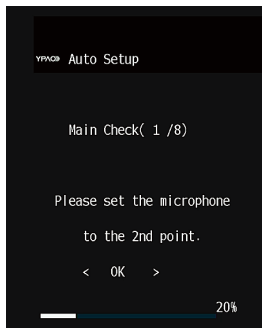 YPAO Auto Setup
Main Check( 1 /8)
Please set the microphone
to the 2nd point.
< OK >
20%